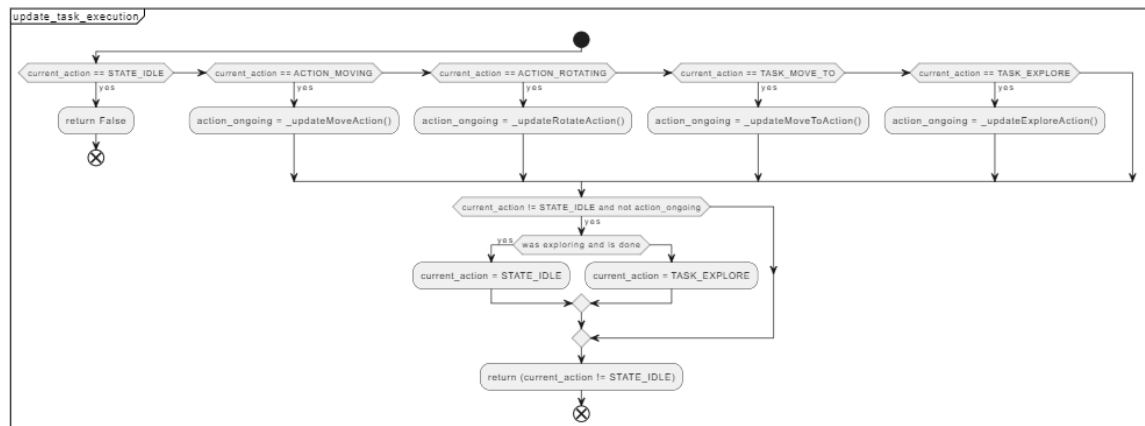 update_task_execution
current_action == STATE_IDLE
current_action == ACTION_MOVING
current_action == ACTION_ROTATING
current_action == TASK_MOVE_TO
current_action == TASK_EXPLORE
yes
yes
yes
yes
yes
return False
action_ongoing = _updateMoveAction()
action_ongoing = _updateRotateAction()
action_ongoing = _updateMoveToAction()
action_ongoing = _updateExploreAction()
current_action != STATE_IDLE and not action_ongoing
yes
yes
was exploring and is done
current_action = STATE_IDLE
current_action = TASK_EXPLORE
return (current_action != STATE_IDLE)